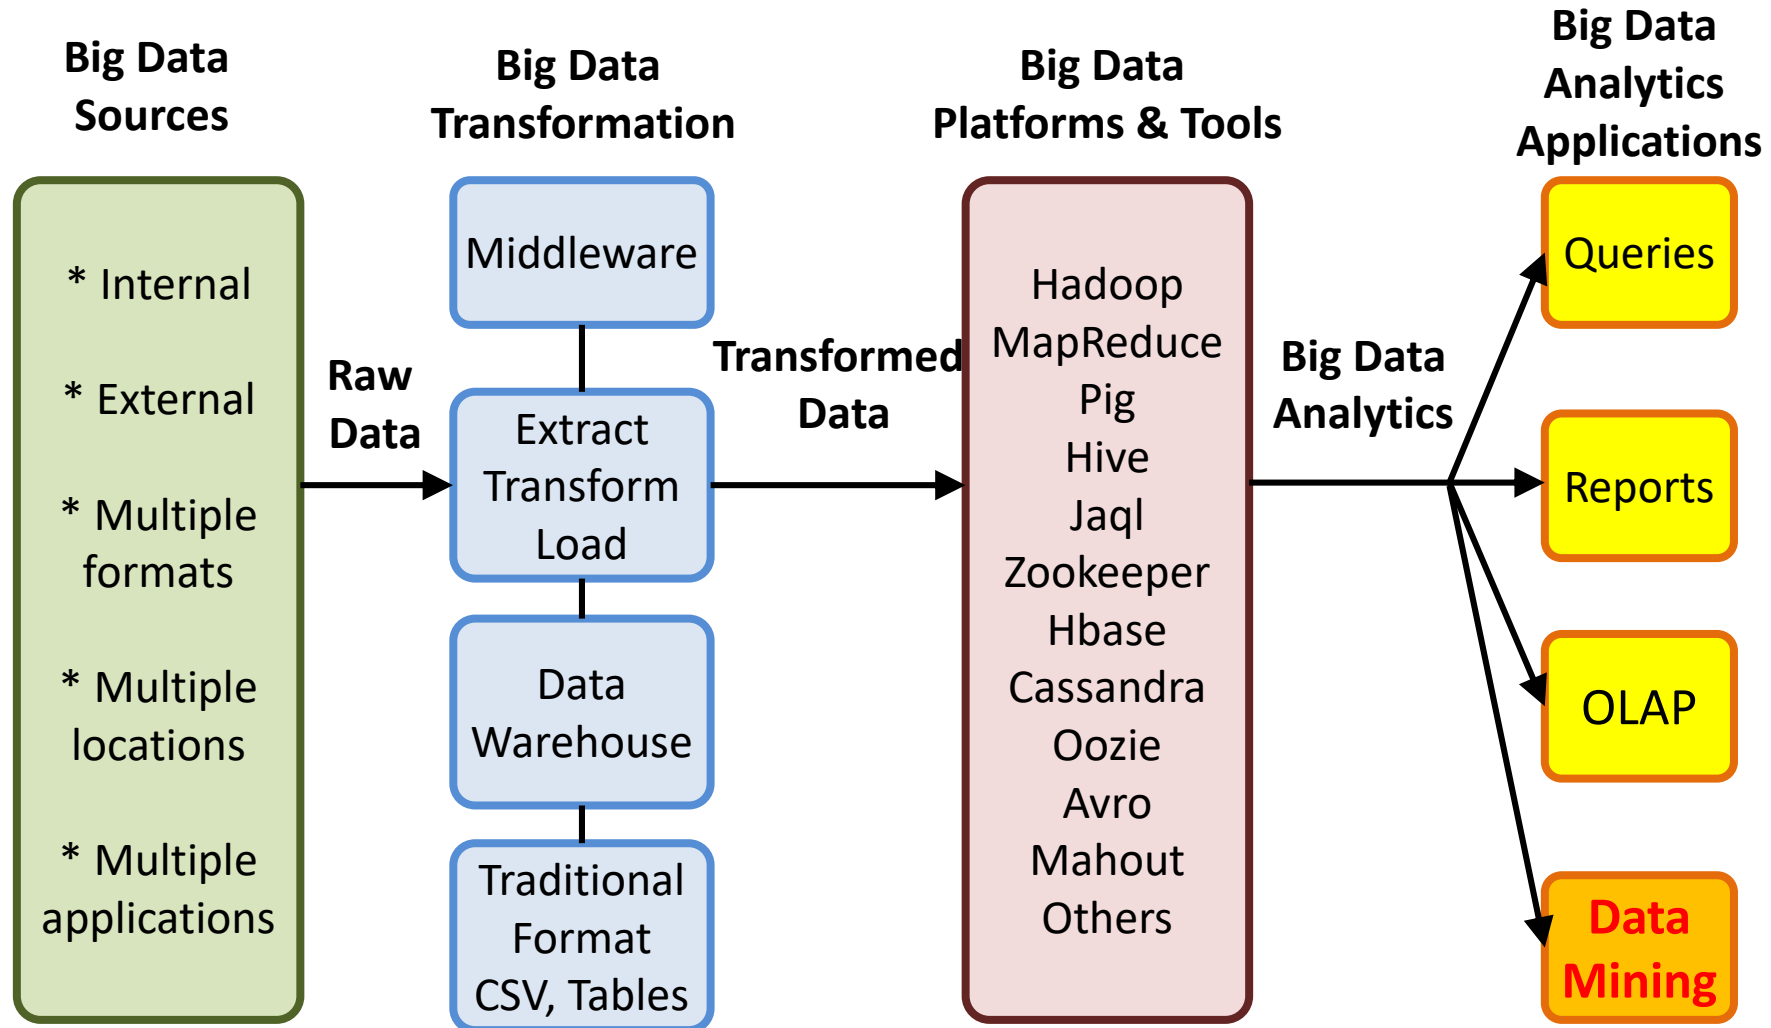 Big Data
Sources
* Internal
* External
* Multiple
formats
* Multiple
locations
* Multiple
applications
Raw
Data
Big Data
Transformation
Middleware
Extract
Transform
Load
Data
Warehouse
Traditional
Format
CSV, Tables
Transformed
Data
Big Data
Platforms & Tools
Hadoop
MapReduce
Pig
Hive
Jaql
Zookeeper
Hbase
Cassandra
Oozie
Avro
Mahout
Others
Big Data
Analytics
Big Data
Analytics
Applications
Queries
Reports
OLAP
Data
Mining